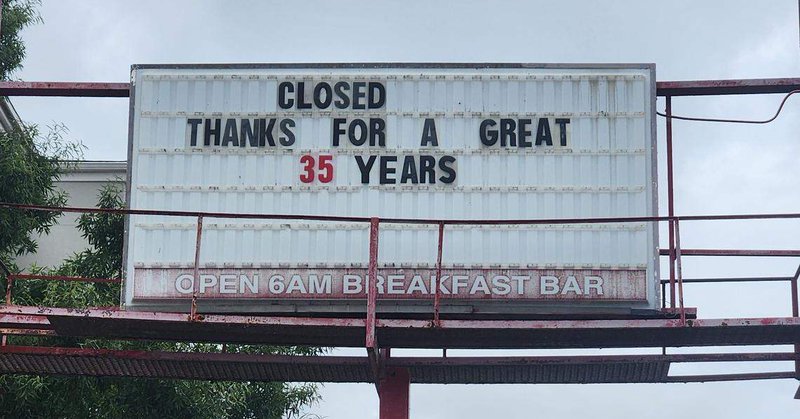 CLOSED
THANKS FOR A GREAT
35 YEARS
OPEN 6AM BREAKFAST BAR